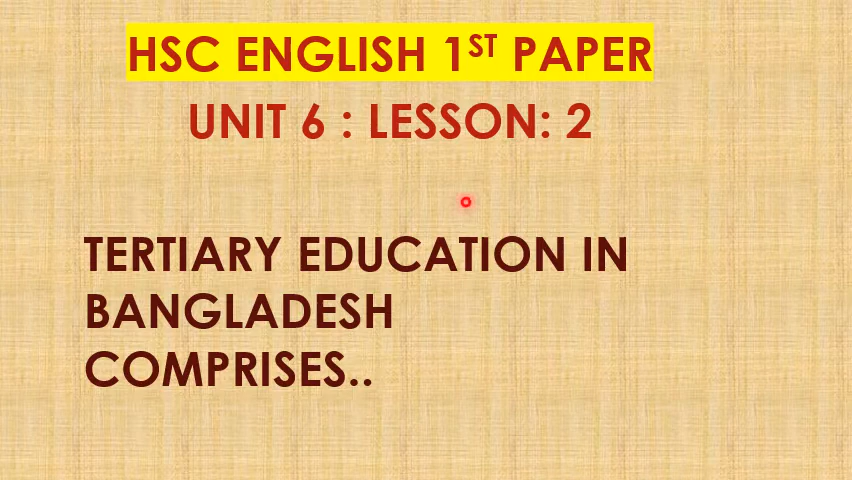 HSC ENGLISH 1ST PAPER
UNIT 6 : LESSON: 2
TERTIARY EDUCATION IN
BANGLADESH
COMPRISES..